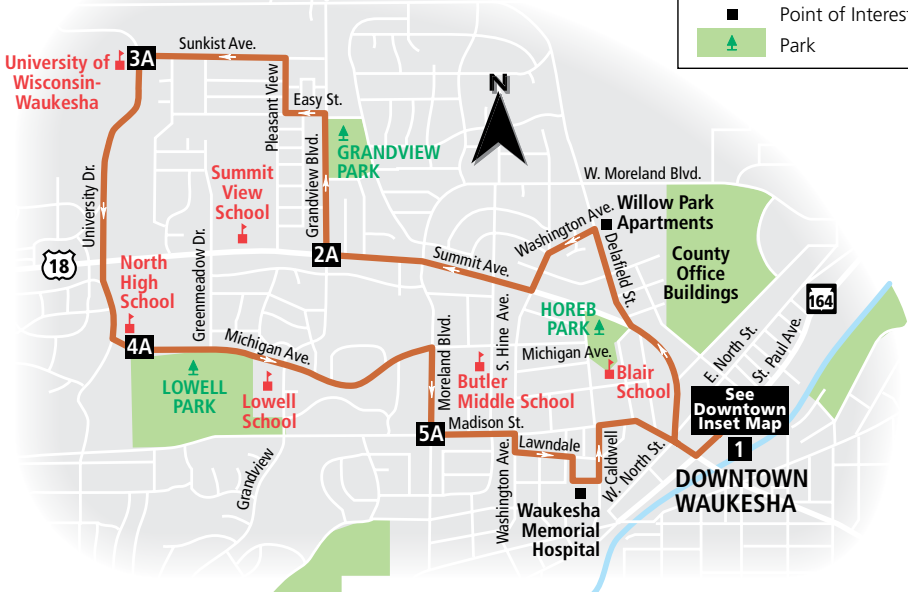 Point of Interest
Park
University of
Wisconsin-
Waukesha
3A
Sunkist Ave.
Pleasant View
Easy St.
N
GRANDVIEW
PARK
W. Moreland Blvd.
Summit
View
School
Grandview Blvd.
Willow Park
Apartments
Washington Ave.
University Dr.
2A
Summit Ave.
Delafield St.
County
Office
Buildings
18
North
High
School
Greenmeadow Dr.
164
HOREB
PARK
S. Hine Ave.
Moreland Blvd.
Michigan Ave.
Michigan Ave.
E. North St.
St. Paul Ave.
4A
LOWELL
PARK
Lowell
School
Butler
Middle School
Blair
School
See
Downtown
Inset Map
5A
Madison St.
Lawndale
Caldwell
W. North St.
1
DOWNTOWN
WAUKESHA
Grandview
Washington Ave.
Waukesha
Memorial
Hospital